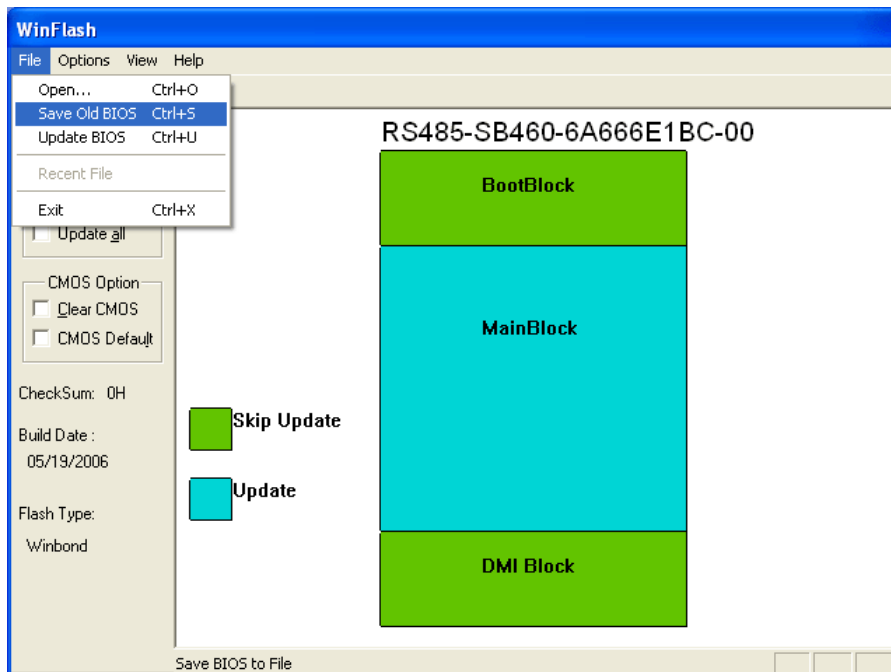 WinFlash
File Options View Help
Open... Ctrl+O
Save Old BIOS Ctrl+S
Update BIOS Ctrl+U
Recent File
Exit Ctrl+X
Update all
CMOS Option
Clear CMOS
CMOS Default
CheckSum: 0H
Build Date :
05/19/2006
Flash Type:
Winbond
RS485-SB460-6A666E1BC-00
BootBlock
MainBlock
Skip Update
Update
DMI Block
Save BIOS to File